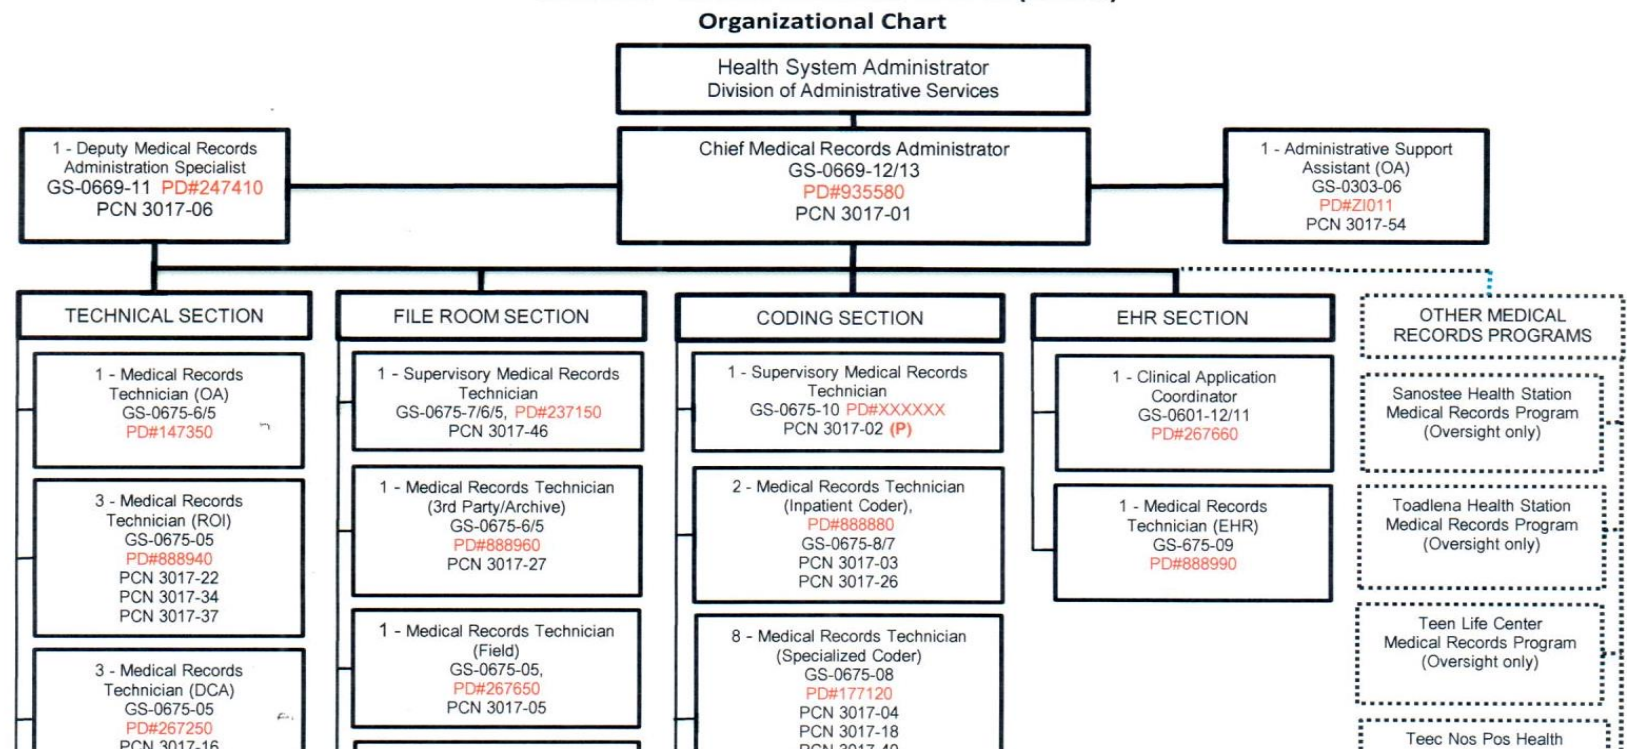 Organizational Chart
Health System Administrator
Division of Administrative Services
1 - Deputy Medical Records
Administration Specialist
GS-0669-11 PD#247410
PCN 3017-06
Chief Medical Records Administrator
GS-0669-12/13
PD#935580
PCN 3017-01
1 - Administrative Support
Assistant (OA)
GS-0303-06
PD#ZI011
PCN 3017-54
TECHNICAL SECTION
1 - Medical Records
Technician (OA)
GS-0675-6/5
PD#147350
3 - Medical Records
Technician (ROI)
GS-0675-05
PD#888940
PCN 3017-22
PCN 3017-34
PCN 3017-37
3 - Medical Records
Technician (DCA)
GS-0675-05
PD#267250
PCN 3017-16
FILE ROOM SECTION
1 - Supervisory Medical Records
Technician
GS-0675-7/6/5, PD#237150
PCN 3017-46
1 - Medical Records Technician
(3rd Party/Archive)
GS-0675-6/5
PD#888960
PCN 3017-27
1 - Medical Records Technician
(Field)
GS-0675-05,
PD#267650
PCN 3017-05
CODING SECTION
1 - Supervisory Medical Records
Technician
GS-0675-10 PD#XXXXXX
PCN 3017-02 (P)
2 - Medical Records Technician
(Inpatient Coder),
PD#888880
GS-0675-8/7
PCN 3017-03
PCN 3017-26
8 - Medical Records Technician
(Specialized Coder)
GS-0675-08
PD#177120
PCN 3017-04
PCN 3017-18
EHR SECTION
1 - Clinical Application
Coordinator
GS-0601-12/11
PD#267660
1 - Medical Records
Technician (EHR)
GS-675-09
PD#888990
OTHER MEDICAL
RECORDS PROGRAMS
Sanostee Health Station
Medical Records Program
(Oversight only)
Toadlena Health Station
Medical Records Program
(Oversight only)
Teen Life Center
Medical Records Program
(Oversight only)
Teec Nos Pos Health